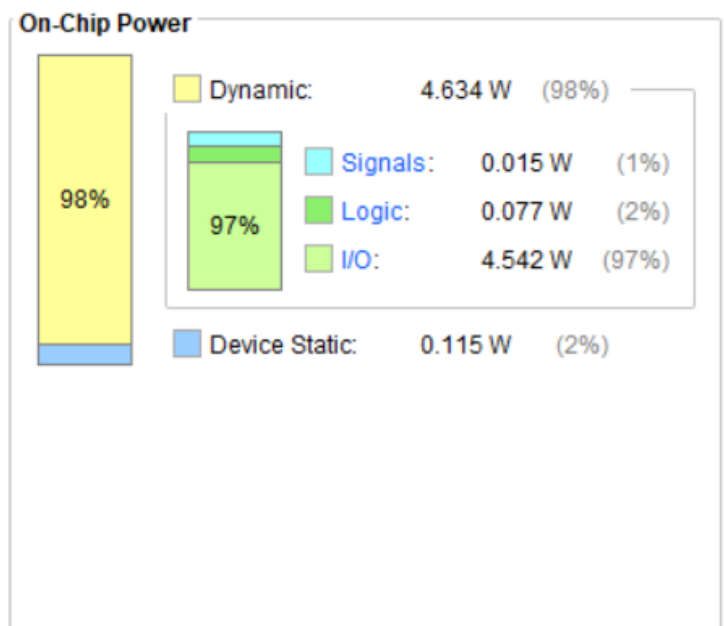 On-Chip Power
Dynamic: 4.634 W (98%)
98%
Signals: 0.015 W (1%)
Logic: 0.077 W (2%)
97%
I/O: 4.542 W (97%)
Device Static: 0.115 W (2%)